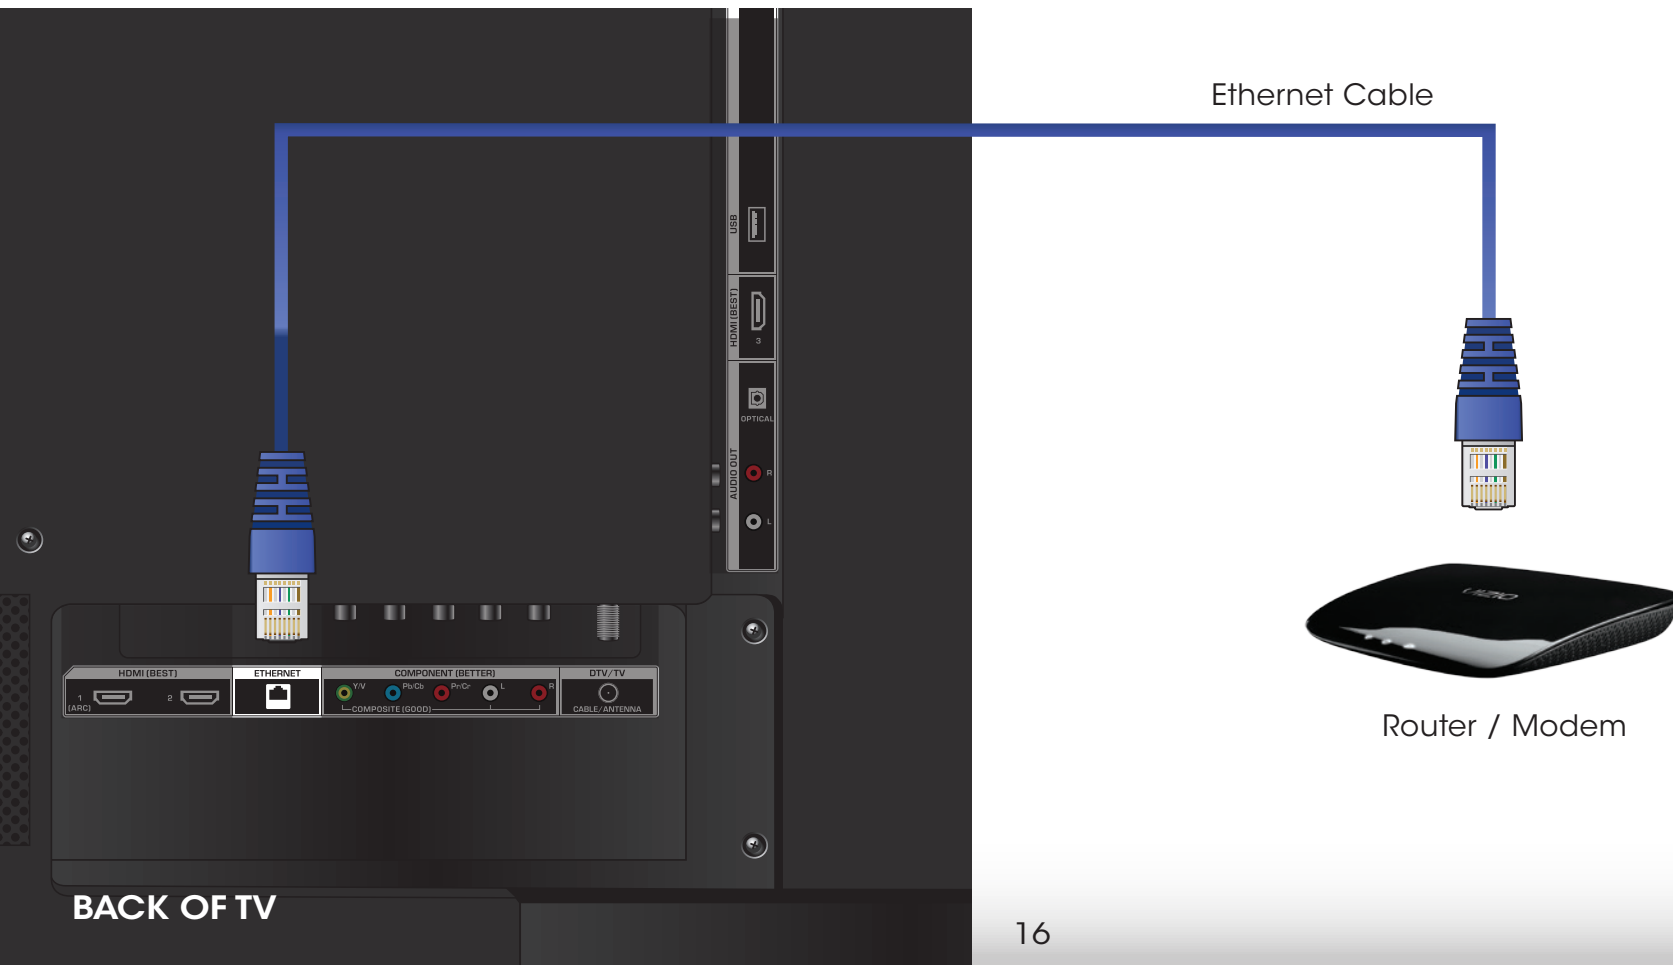 Ethernet Cable
USB
HDMI (BEST)
3
OPTICAL
AUDIO OUT
R
L
VIZIO
HDMI (BEST)
1
(ARC)
2
ETHERNET
COMPONENT (BETTER)
Y/V
Pb/Cb
Pr/Cr
L
R
COMPOSITE (GOOD)
DTV/TV
CABLE/ANTENNA
Router / Modem
BACK OF TV
16